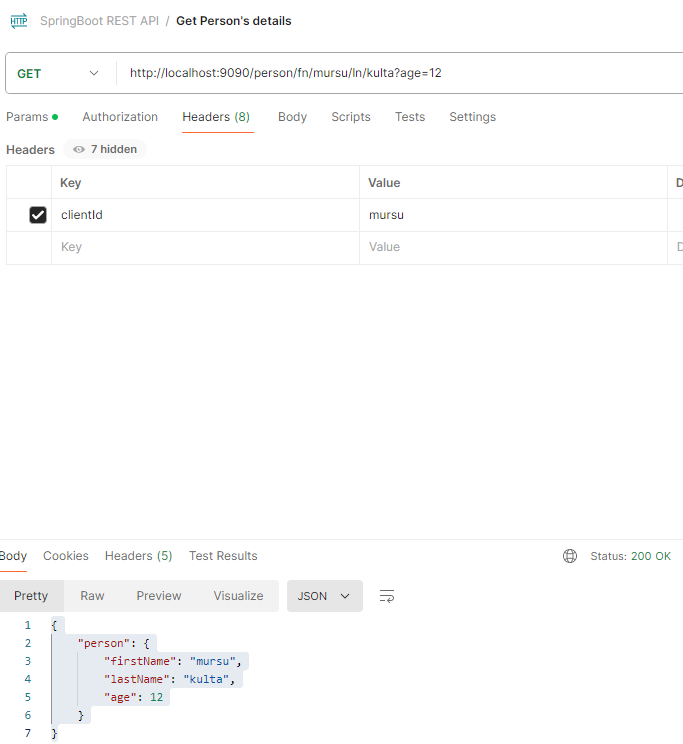 HTTP SpringBoot REST API / Get Person's details
GET http://localhost:9090/person/fn/mursu/ln/kulta?age=12
Params Authorization Headers (8) Body Scripts Tests Settings
Headers 7 hidden
Key Value D
clientId mursu
Key Value D
Body Cookies Headers (5) Test Results Status: 200 OK
Pretty Raw Preview Visualize JSON
1 {
2 "person": {
3 "firstName": "mursu",
4 "lastName": "kulta",
5 "age": 12
6 }
7 }